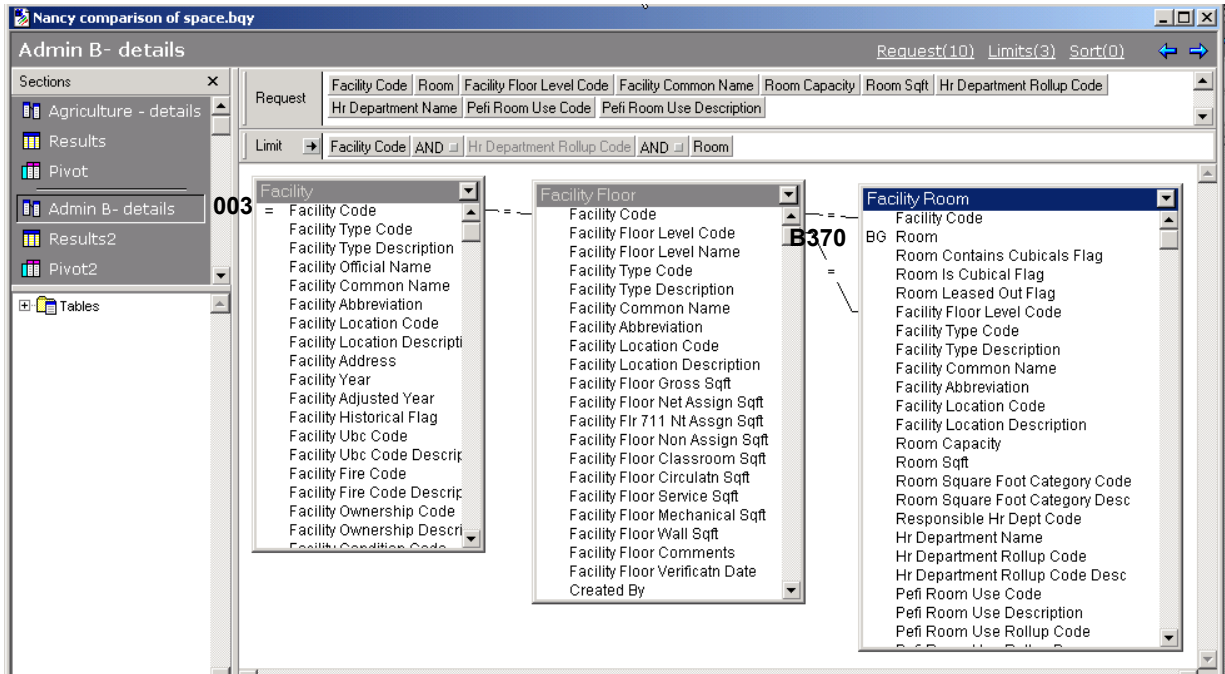 Nancy comparison of space.bqy
Admin B- details
Request(10) Limits(3) Sort(0)
Sections
Agriculture - details
Results
Pivot
Admin B- details
Results2
Pivot2
Tables
Request
Facility Code Room Facility Floor Level Code Facility Common Name Room Capacity Room Sqft Hr Department Rollup Code
Hr Department Name Pefi Room Use Code Pefi Room Use Description
Limit Facility Code AND Hr Department Rollup Code AND Room
Facility
003 = Facility Code
Facility Type Code
Facility Type Description
Facility Official Name
Facility Common Name
Facility Abbreviation
Facility Location Code
Facility Location Descripti
Facility Address
Facility Year
Facility Adjusted Year
Facility Historical Flag
Facility Ubc Code
Facility Ubc Code Descrip
Facility Fire Code
Facility Fire Code Descrip
Facility Ownership Code
Facility Ownership Descri
Facility Condition Code
=
Facility Floor
Facility Code
Facility Floor Level Code
Facility Floor Level Name
Facility Type Code
Facility Type Description
Facility Common Name
Facility Abbreviation
Facility Location Code
Facility Location Description
Facility Floor Gross Sqft
Facility Floor Net Assign Sqft
Facility Flr 711 Nt Assgn Sqft
Facility Floor Non Assign Sqft
Facility Floor Classroom Sqft
Facility Floor Circulatn Sqft
Facility Floor Service Sqft
Facility Floor Mechanical Sqft
Facility Floor Wall Sqft
Facility Floor Comments
Facility Floor Verificatn Date
Created By
=
=
Facility Room
Facility Code
B370 BG Room
Room Contains Cubicals Flag
Room Is Cubical Flag
Room Leased Out Flag
Facility Floor Level Code
Facility Type Code
Facility Type Description
Facility Common Name
Facility Abbreviation
Facility Location Code
Facility Location Description
Room Capacity
Room Sqft
Room Square Foot Category Code
Room Square Foot Category Desc
Responsible Hr Dept Code
Hr Department Name
Hr Department Rollup Code
Hr Department Rollup Code Desc
Pefi Room Use Code
Pefi Room Use Description
Pefi Room Use Rollup Code